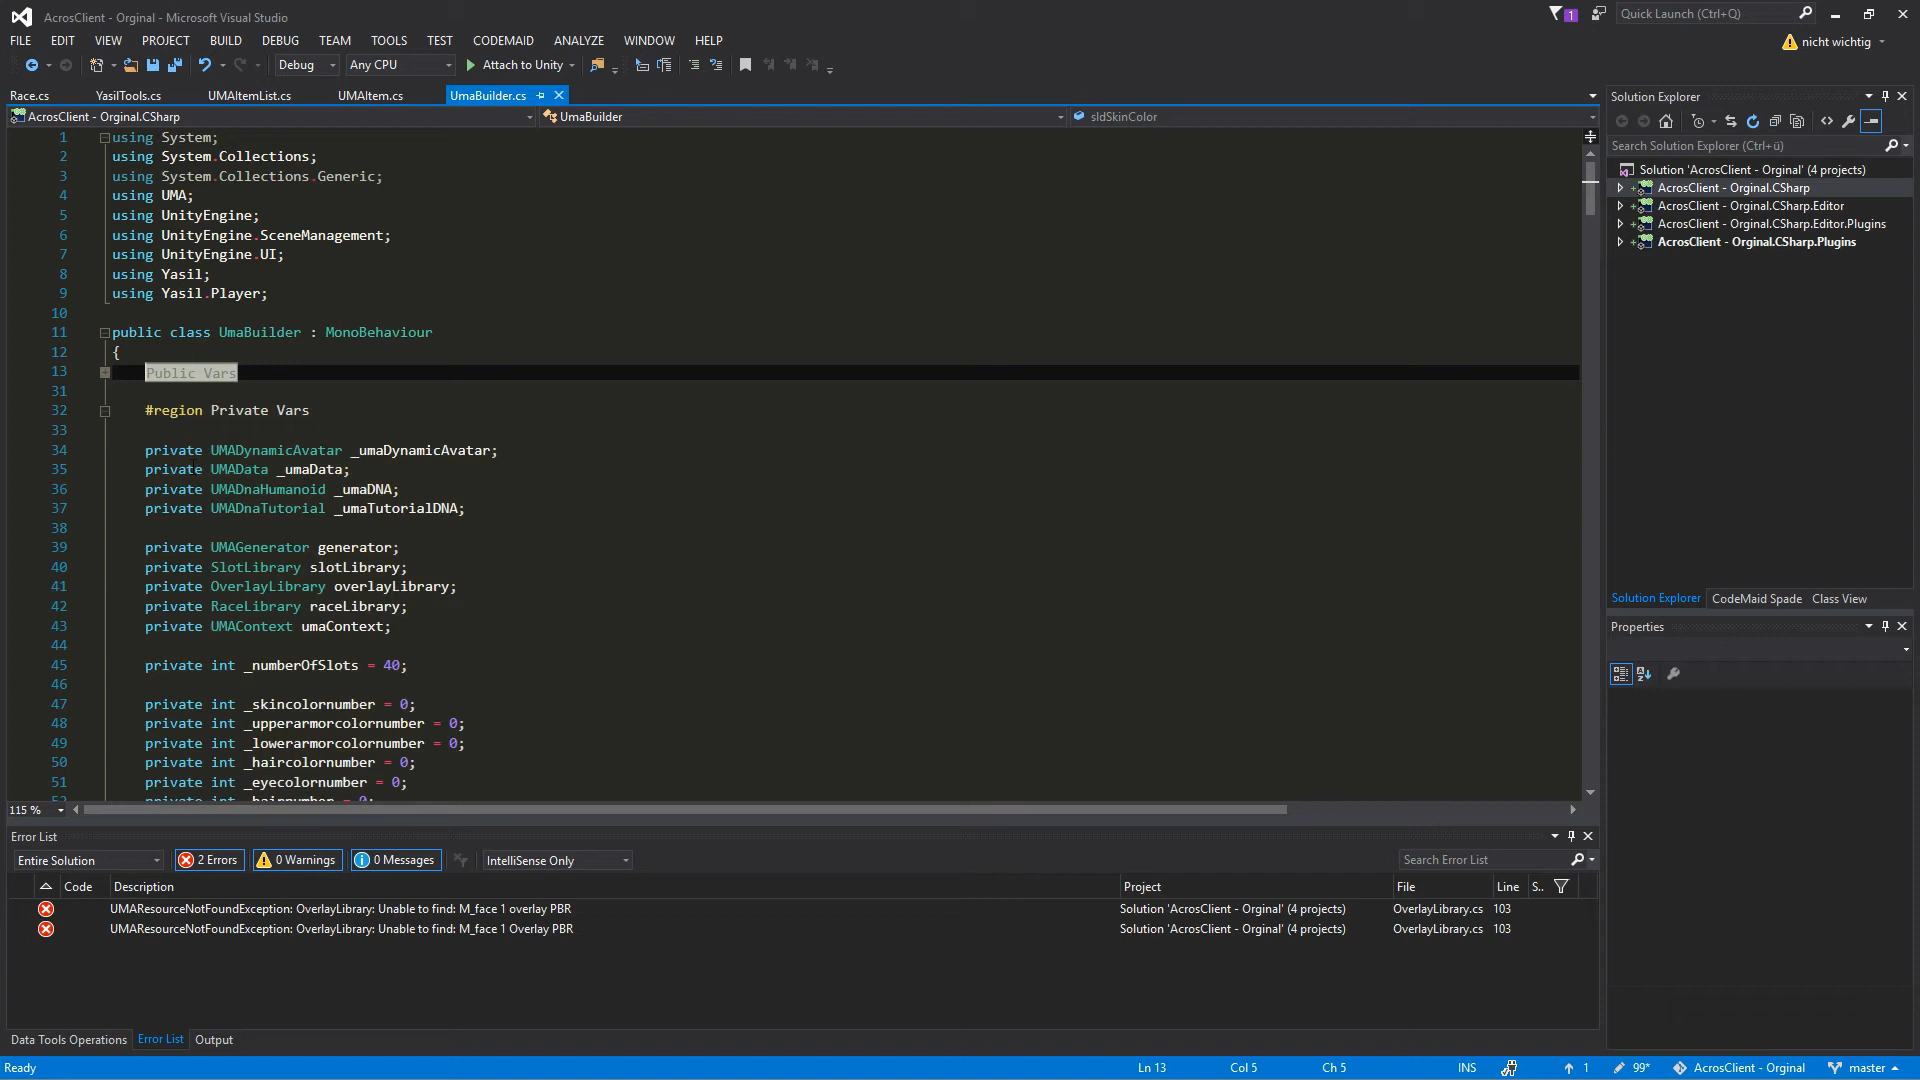 AcrosClient - Orginal - Microsoft Visual Studio
1
Quick Launch (Ctrl+Q)
FILE EDIT VIEW PROJECT BUILD DEBUG TEAM TOOLS TEST CODEMAID ANALYZE WINDOW HELP
nicht wichtig
Debug Any CPU Attach to Unity
Race.cs YasilTools.cs UMAItemList.cs UMAItem.cs UmaBuilder.cs
AcrosClient - Orginal.CSharp UmaBuilder sldSkinColor
1 using System;
2 using System.Collections;
3 using System.Collections.Generic;
4 using UMA;
5 using UnityEngine;
6 using UnityEngine.SceneManagement;
7 using UnityEngine.UI;
8 using Yasil;
9 using Yasil.Player;
10
11 public class UmaBuilder : MonoBehaviour
12 {
13 Public Vars
31
32 #region Private Vars
33
34 private UMADynamicAvatar _umaDynamicAvatar;
35 private UMAData _umaData;
36 private UMADnaHumanoid _umaDNA;
37 private UMADnaTutorial _umaTutorialDNA;
38
39 private UMAGenerator generator;
40 private SlotLibrary slotLibrary;
41 private OverlayLibrary overlayLibrary;
42 private RaceLibrary raceLibrary;
43 private UMAContext umaContext;
44
45 private int _numberOfSlots = 40;
46
47 private int _skincolornumber = 0;
48 private int _upperarmorcolornumber = 0;
49 private int _lowerarmorcolornumber = 0;
50 private int _haircolornumber = 0;
51 private int _eyecolornumber = 0;
52 private int _hairnumber = 0;
115 %
Solution Explorer
Search Solution Explorer (Ctrl+ü)
Solution 'AcrosClient - Orginal' (4 projects)
AcrosClient - Orginal.CSharp
AcrosClient - Orginal.CSharp.Editor
AcrosClient - Orginal.CSharp.Editor.Plugins
AcrosClient - Orginal.CSharp.Plugins
Solution Explorer CodeMaid Spade Class View
Properties
Error List
Entire Solution 2 Errors 0 Warnings 0 Messages IntelliSense Only Search Error List
Code Description Project File Line S..
UMAResourceNotFoundException: OverlayLibrary: Unable to find: M_face 1 overlay PBR Solution 'AcrosClient - Orginal' (4 projects) OverlayLibrary.cs 103
UMAResourceNotFoundException: OverlayLibrary: Unable to find: M_face 1 Overlay PBR Solution 'AcrosClient - Orginal' (4 projects) OverlayLibrary.cs 103
Data Tools Operations Error List Output
Ready Ln 13 Col 5 Ch 5 INS 1 99* AcrosClient - Orginal master